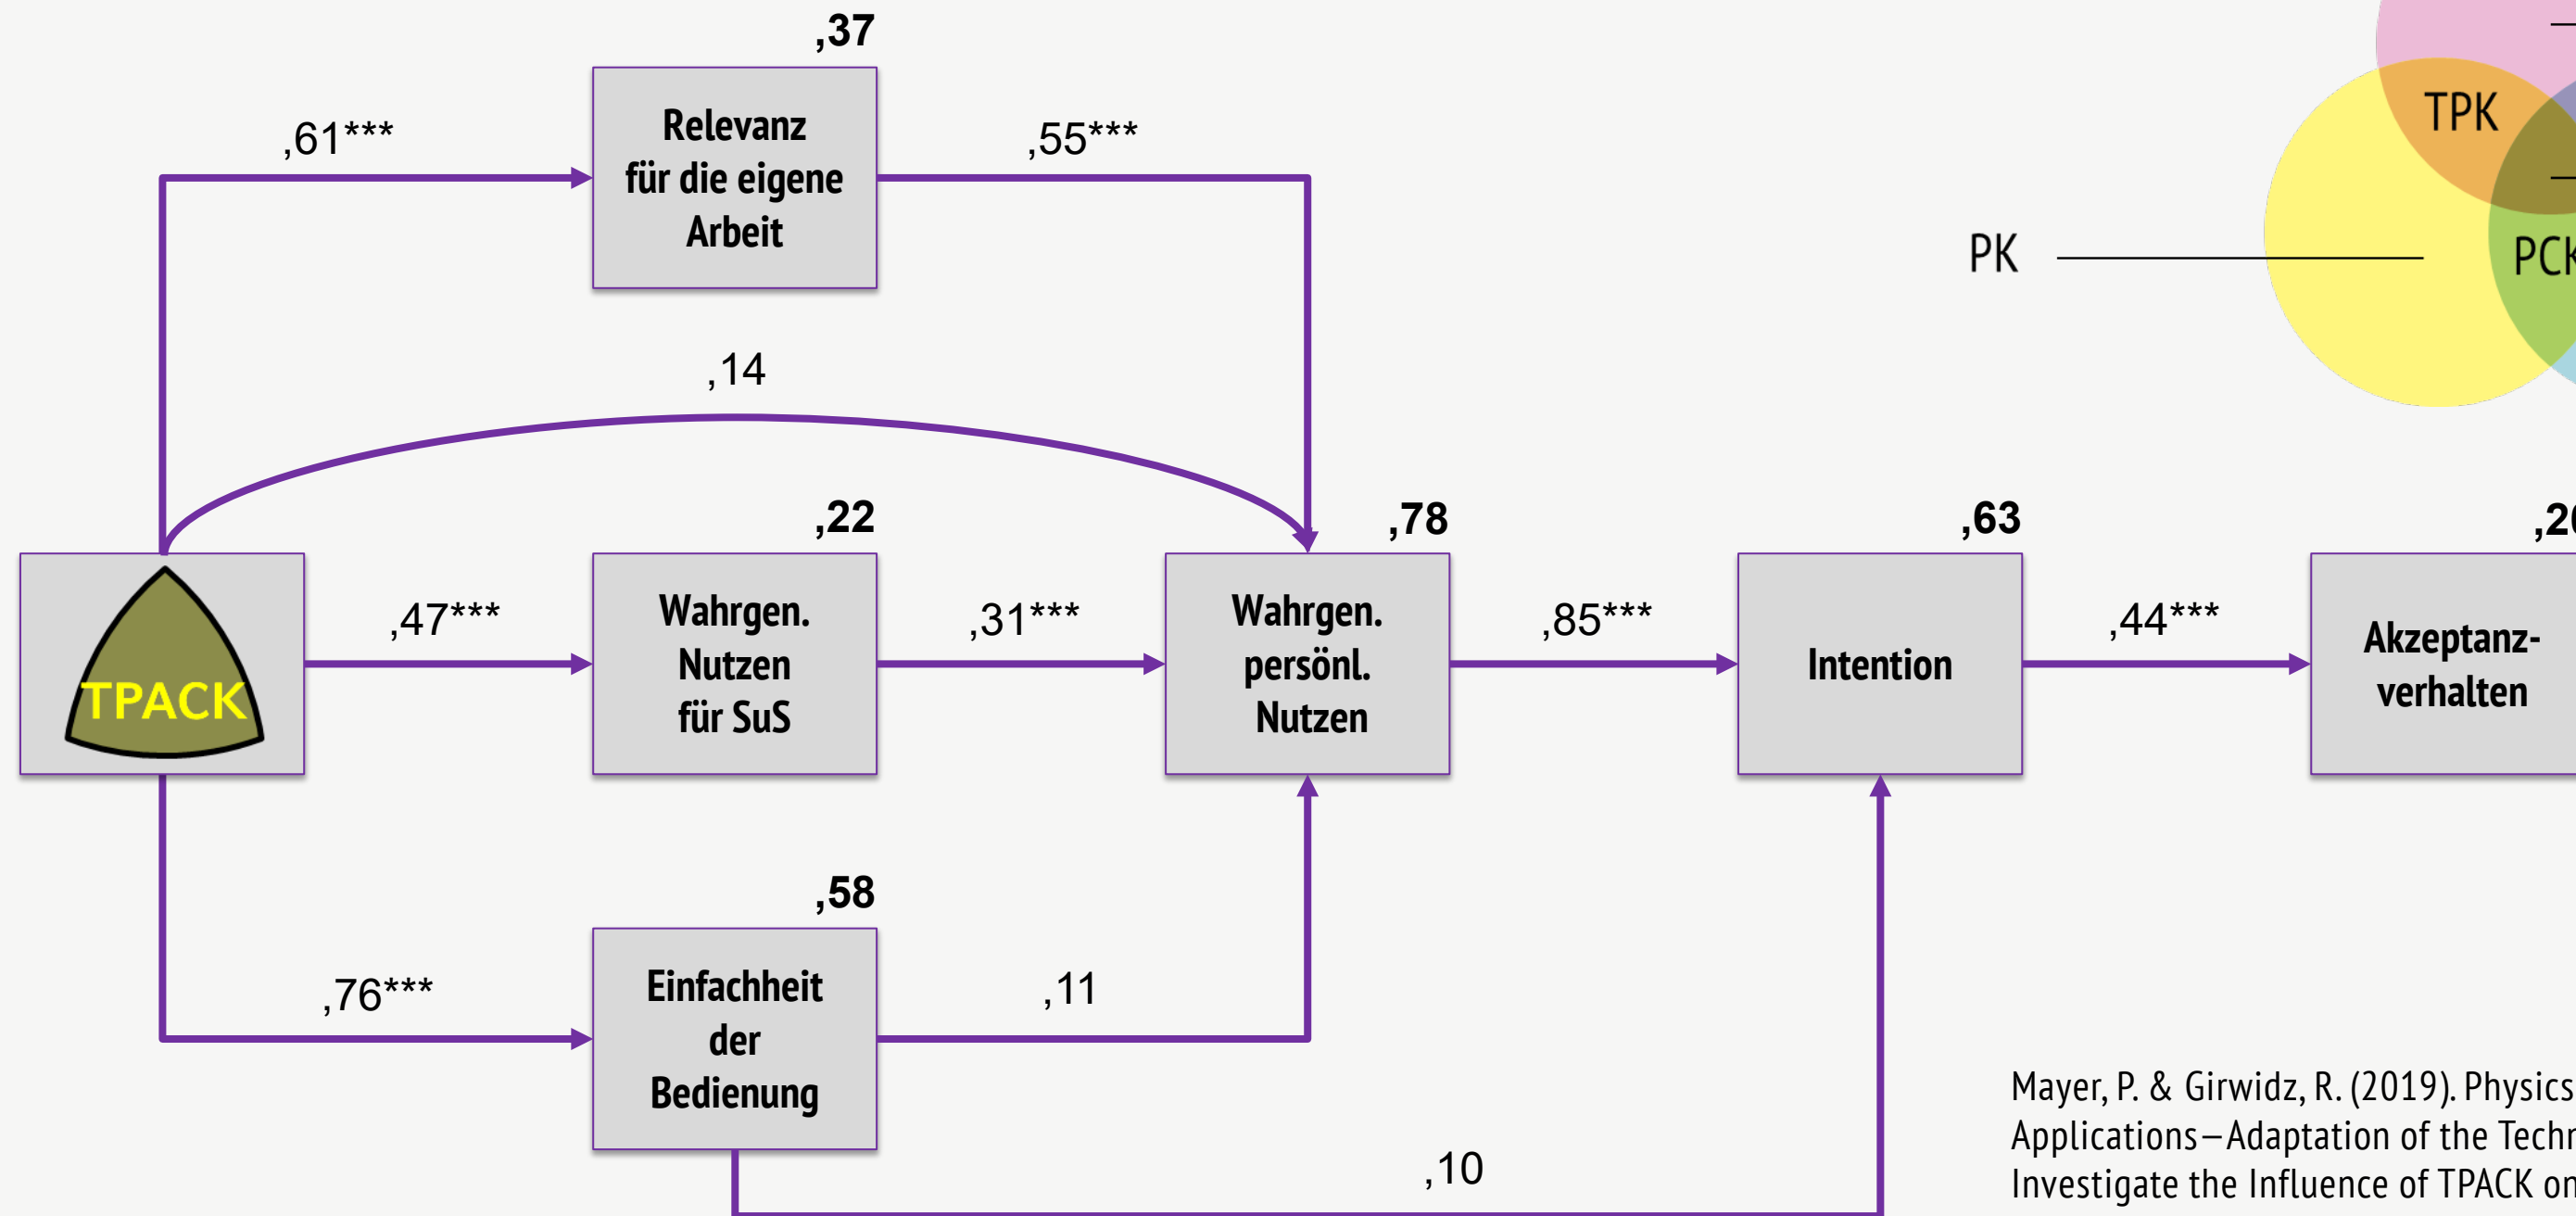 ,37
Relevanz
für die eigene
Arbeit
,61***
,55***
TPK
PK
,14
,22
,78
,63
TPACK
,47***
Wahrgen.
Nutzen
für SuS
,31***
Wahrgen.
persönl.
Nutzen
,85***
Intention
,44***
Akzeptanz-
verhalten
,58
,76***
Einfachheit
der
Bedienung
,11
,10
Mayer, P. & Girwidz, R. (2019). Physics
Applications—Adaptation of the
Investigate the Influence of TPACK on